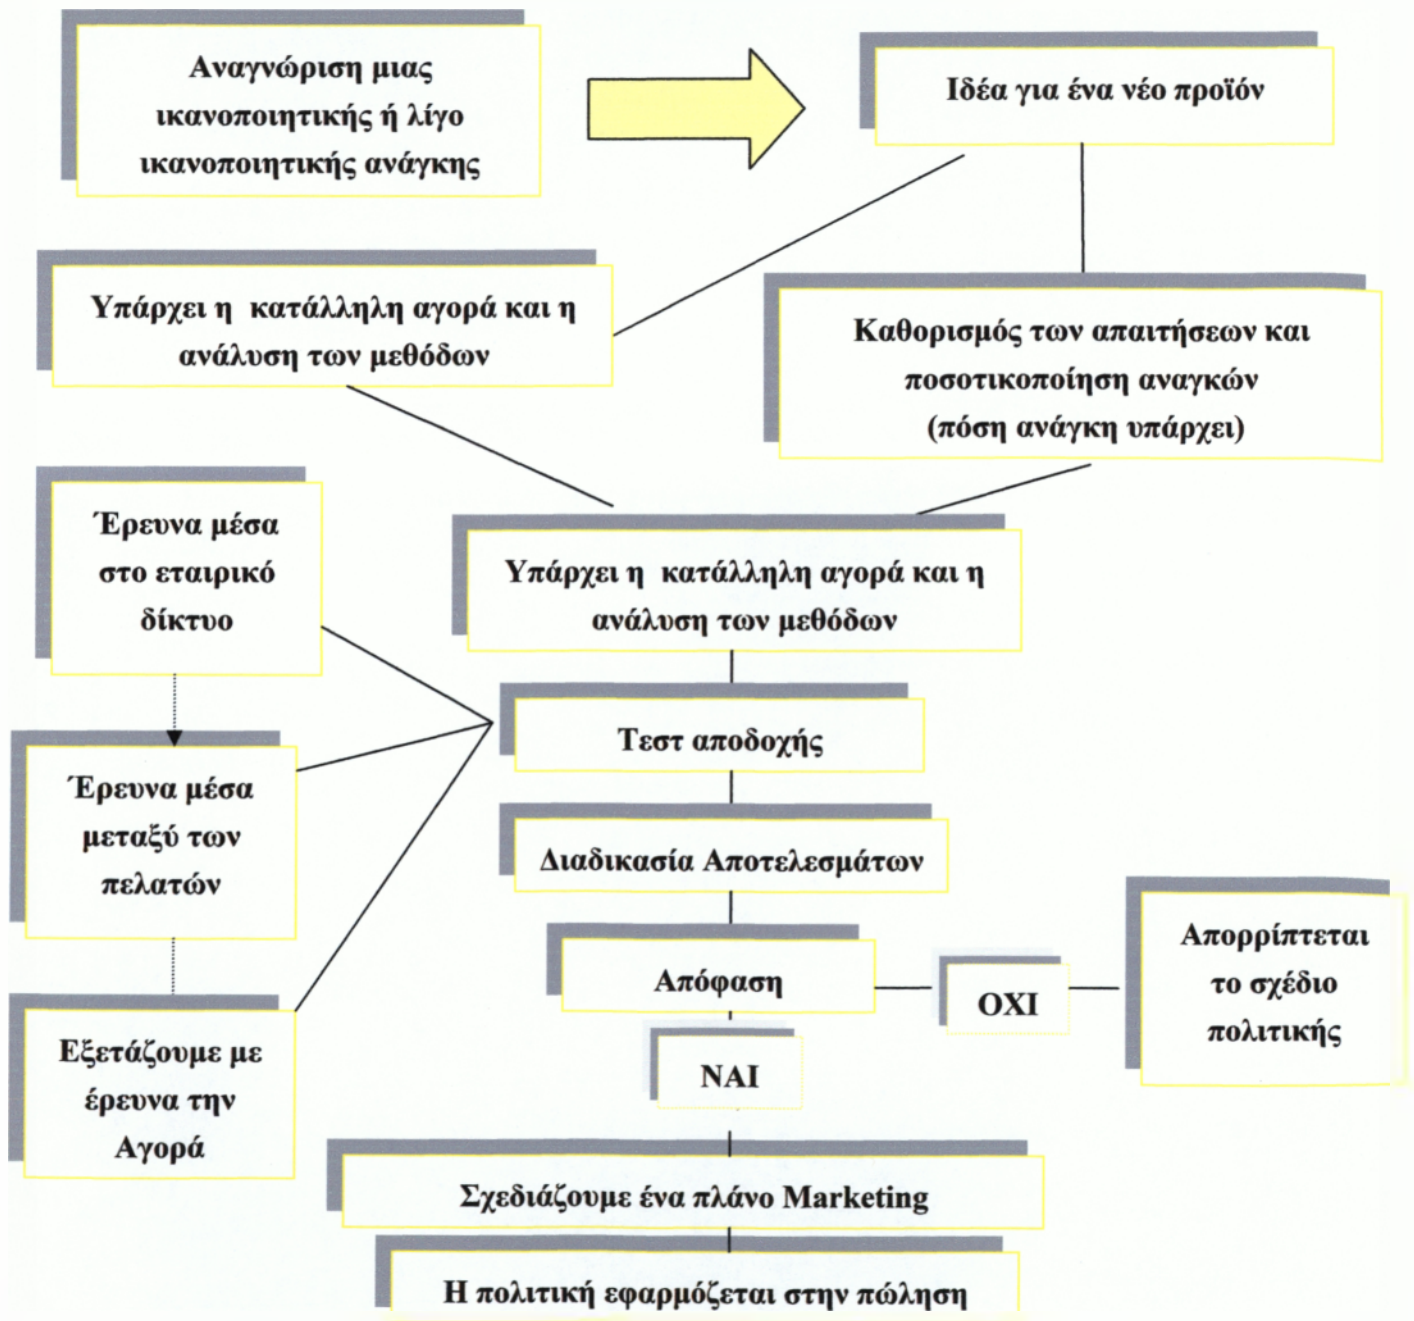 Αναγνώριση μιας
ικανοποιητικής ή λίγο
ικανοποιητικής ανάγκης
Ιδέα για ένα νέο προϊόν
Υπάρχει η κατάλληλη αγορά και η
ανάλυση των μεθόδων
Καθορισμός των απαιτήσεων και
ποσοτικοποίηση αναγκών
(πόση ανάγκη υπάρχει)
Έρευνα μέσα
στο εταιρικό
δίκτυο
Υπάρχει η κατάλληλη αγορά και η
ανάλυση των μεθόδων
Τεστ αποδοχής
Έρευνα μέσα
μεταξύ των
πελατών
Διαδικασία Αποτελεσμάτων
Απόφαση
ΟΧΙ
Απορρίπτεται
το σχέδιο
πολιτικής
ΝΑΙ
Εξετάζουμε με
έρευνα την
Αγορά
Σχεδιάζουμε ένα πλάνο Marketing
Η πολιτική εφαρμόζεται στην πώληση